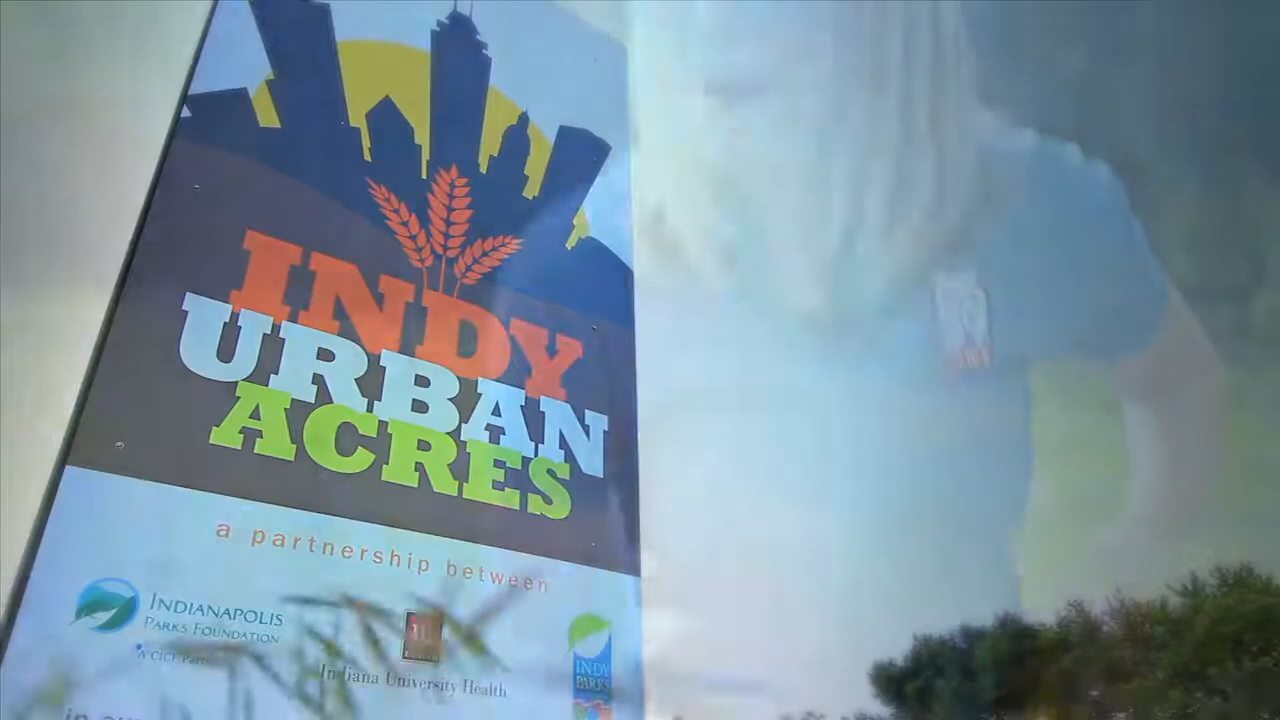 INDY
URBAN
ACRES
a partnership between
INDIANAPOLIS
PARKS FOUNDATION
Indiana University Health
INDY
PARKS